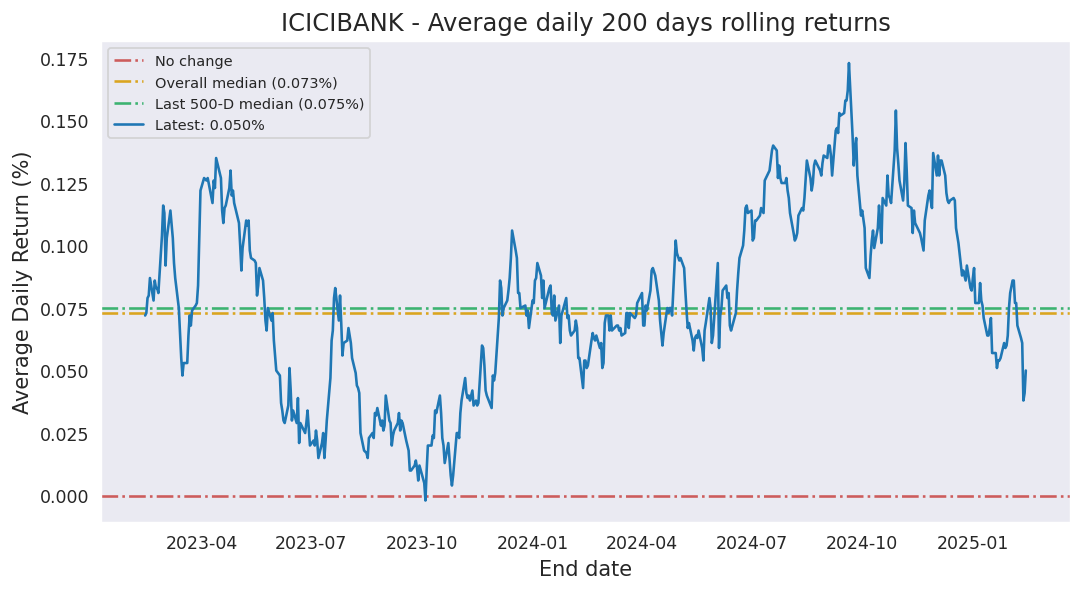 ICICIBANK - Average daily 200 days rolling returns
No change
Overall median (0.073%)
Last 500-D median (0.075%)
Latest: 0.050%
Average Daily Return (%)
0.175
0.150
0.125
0.100
0.075
0.050
0.025
0.000
2023-04 2023-07 2023-10 2024-01 2024-04 2024-07 2024-10 2025-01
End date